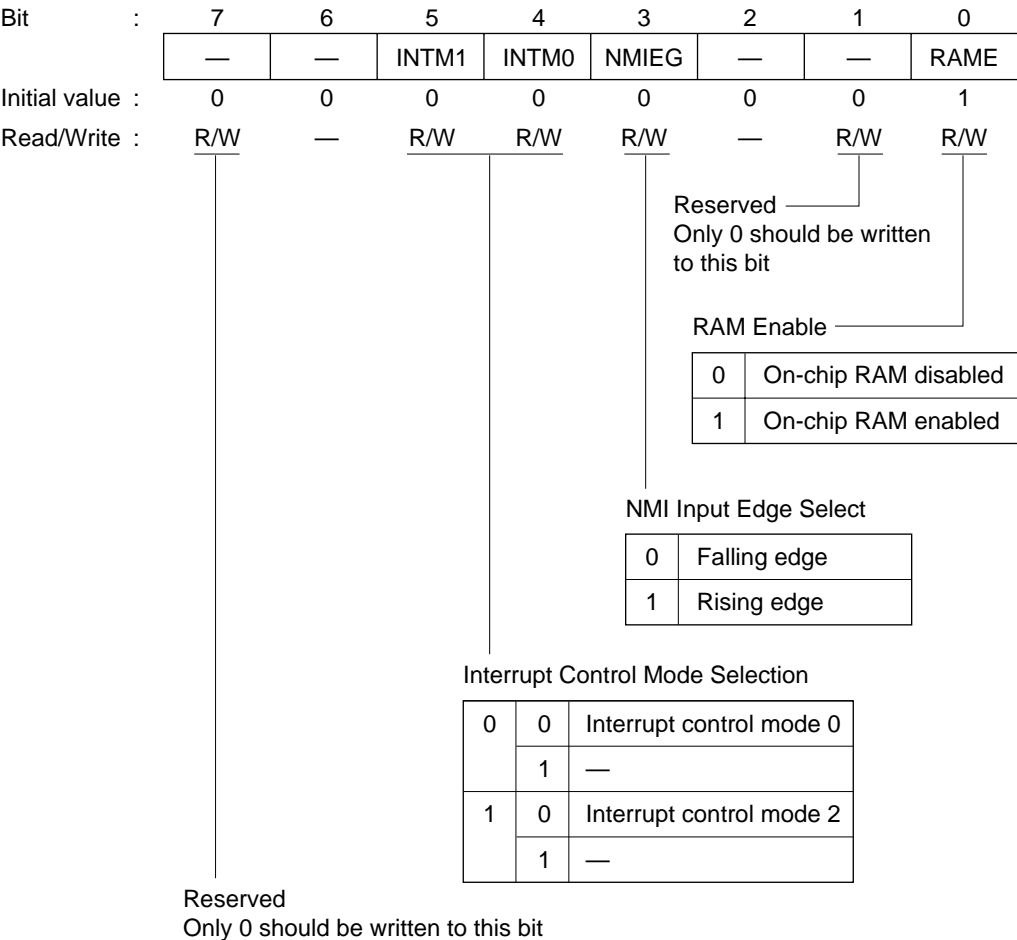 Bit : 7 6 5 4 3 2 1 0
— — INTM1 INTM0 NMIEG — — RAME
Initial value : 0 0 0 0 0 0 0 1
Read/Write : R/W — R/W R/W R/W — R/W R/W
Reserved
Only 0 should be written
to this bit
RAM Enable
0 On-chip RAM disabled
1 On-chip RAM enabled
NMI Input Edge Select
0 Falling edge
1 Rising edge
Interrupt Control Mode Selection
0 0 Interrupt control mode 0
1 —
1 0 Interrupt control mode 2
1 —
Reserved
Only 0 should be written to this bit